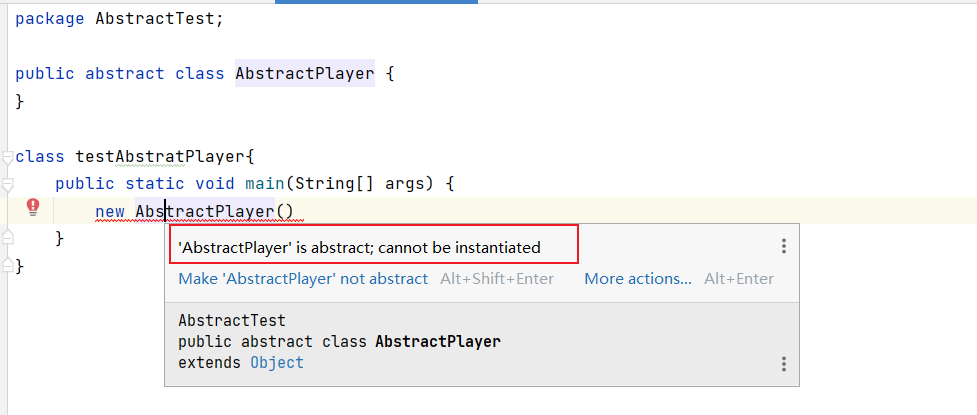 package AbstractTest;
public abstract class AbstractPlayer {
}
class testAbstratPlayer{
public static void main(String[] args) {
new AbstractPlayer()
'AbstractPlayer' is abstract; cannot be instantiated
Make 'AbstractPlayer' not abstract Alt+Shift+Enter More actions... Alt+Enter
AbstractTest
public abstract class AbstractPlayer
extends Object
}
}